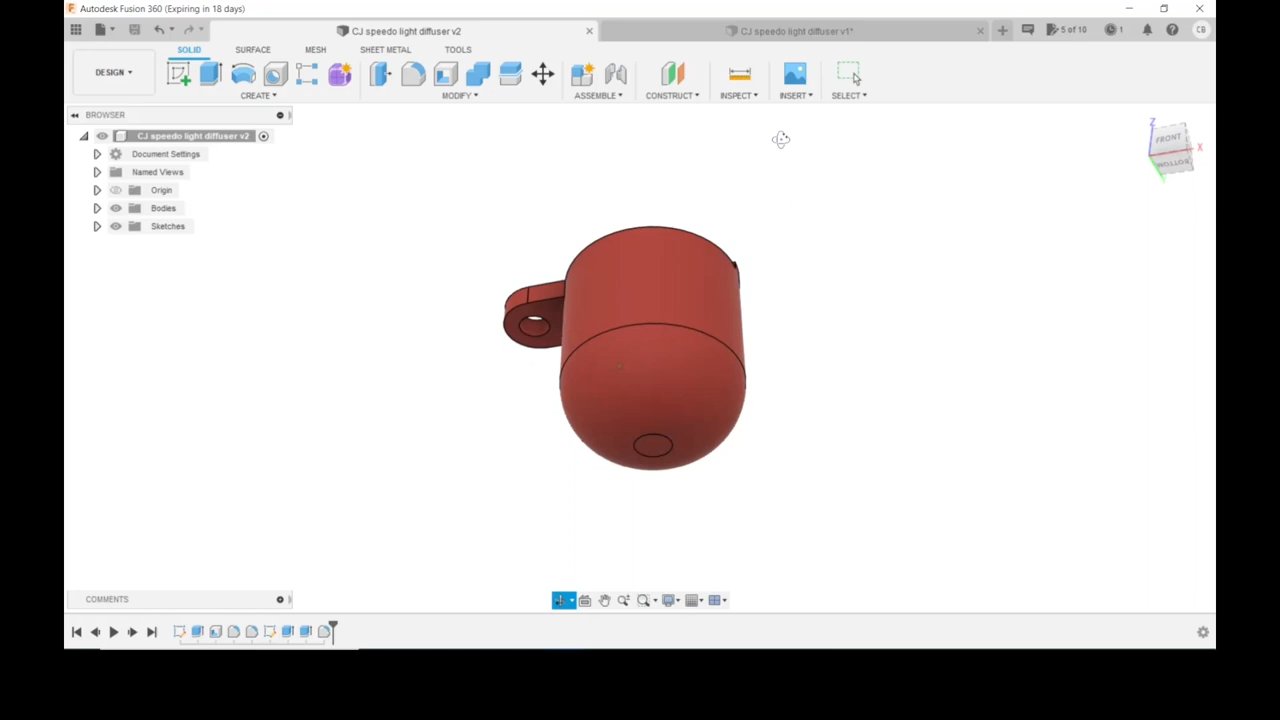 Autodesk Fusion 360 (Expiring in 18 days)
CJ speedo light diffuser v2
CJ speedo light diffuser v1*
5 of 10
1
CB
DESIGN
SOLID
SURFACE
MESH
SHEET METAL
TOOLS
CREATE
MODIFY
ASSEMBLE
CONSTRUCT
INSPECT
INSERT
SELECT
BROWSER
CJ speedo light diffuser v2
Document Settings
Named Views
Origin
Bodies
Sketches
Z
FRONT
X
BOTTOM
COMMENTS